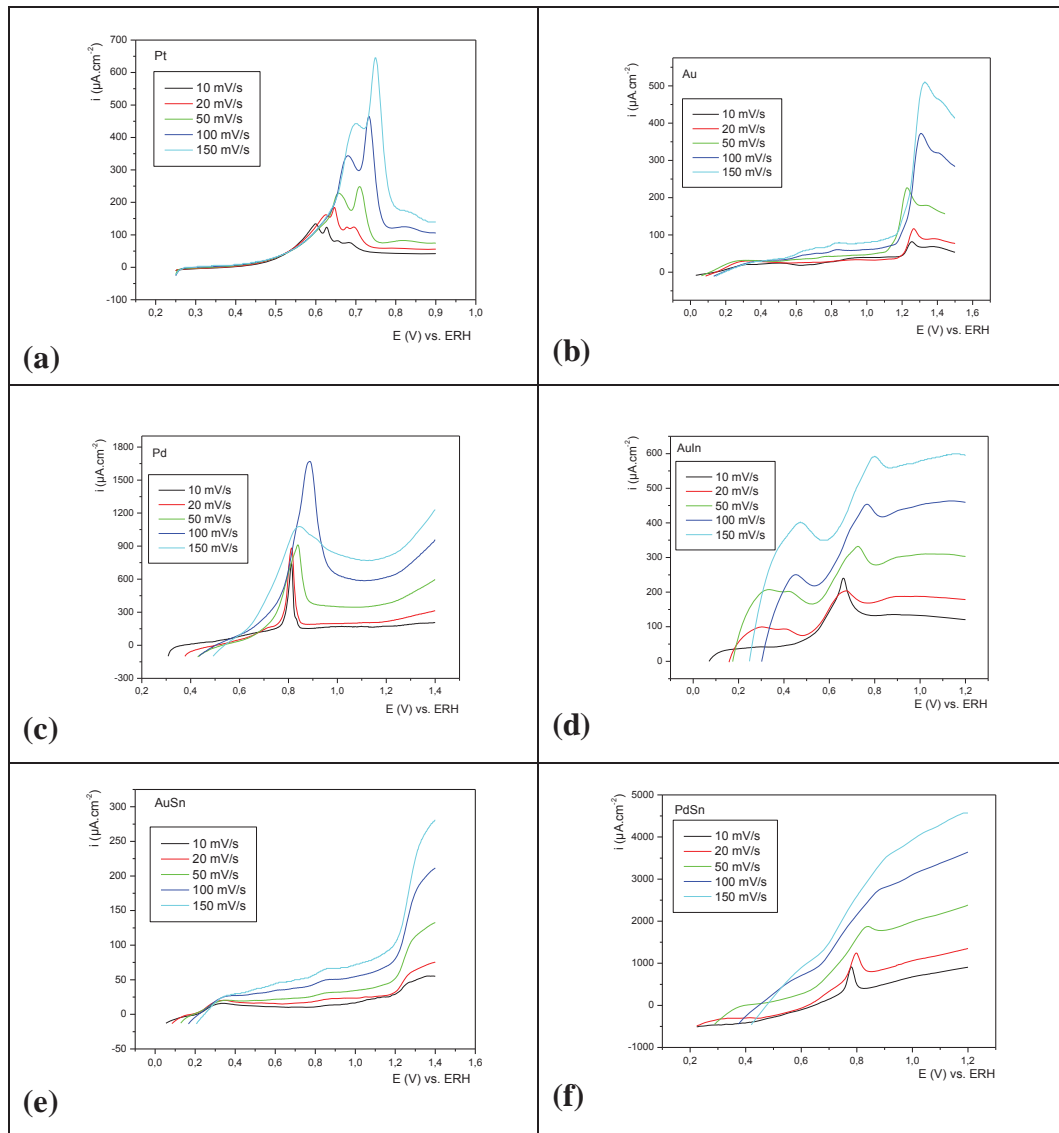 Pt
i (µA.cm-2)
10 mV/s
20 mV/s
50 mV/s
100 mV/s
150 mV/s
700
600
500
400
300
200
100
0
-100
0,2 0,3 0,4 0,5 0,6 0,7 0,8 0,9 1,0
E (V) vs. ERH
(a)
Au
i (µA.cm-2)
10 mV/s
20 mV/s
50 mV/s
100 mV/s
150 mV/s
500
400
300
200
100
0
0,0 0,2 0,4 0,6 0,8 1,0 1,2 1,4 1,6
E (V) vs. ERH
(b)
Pd
i (µA.cm-2)
10 mV/s
20 mV/s
50 mV/s
100 mV/s
150 mV/s
1800
1500
1200
900
600
300
0
-300
0,2 0,4 0,6 0,8 1,0 1,2 1,4
E (V) vs. ERH
(c)
AuIn
i (µA.cm-2)
10 mV/s
20 mV/s
50 mV/s
100 mV/s
150 mV/s
600
500
400
300
200
100
0
0,0 0,2 0,4 0,6 0,8 1,0 1,2
E (V) vs. ERH
(d)
AuSn
i (µA.cm-2)
10 mV/s
20 mV/s
50 mV/s
100 mV/s
150 mV/s
300
250
200
150
100
50
0
-50
0,0 0,2 0,4 0,6 0,8 1,0 1,2 1,4 1,6
E (V) vs. ERH
(e)
PdSn
i (µA.cm-2)
10 mV/s
20 mV/s
50 mV/s
100 mV/s
150 mV/s
5000
4000
3000
2000
1000
0
-1000
0,2 0,4 0,6 0,8 1,0 1,2
E (V) vs. ERH
(f)